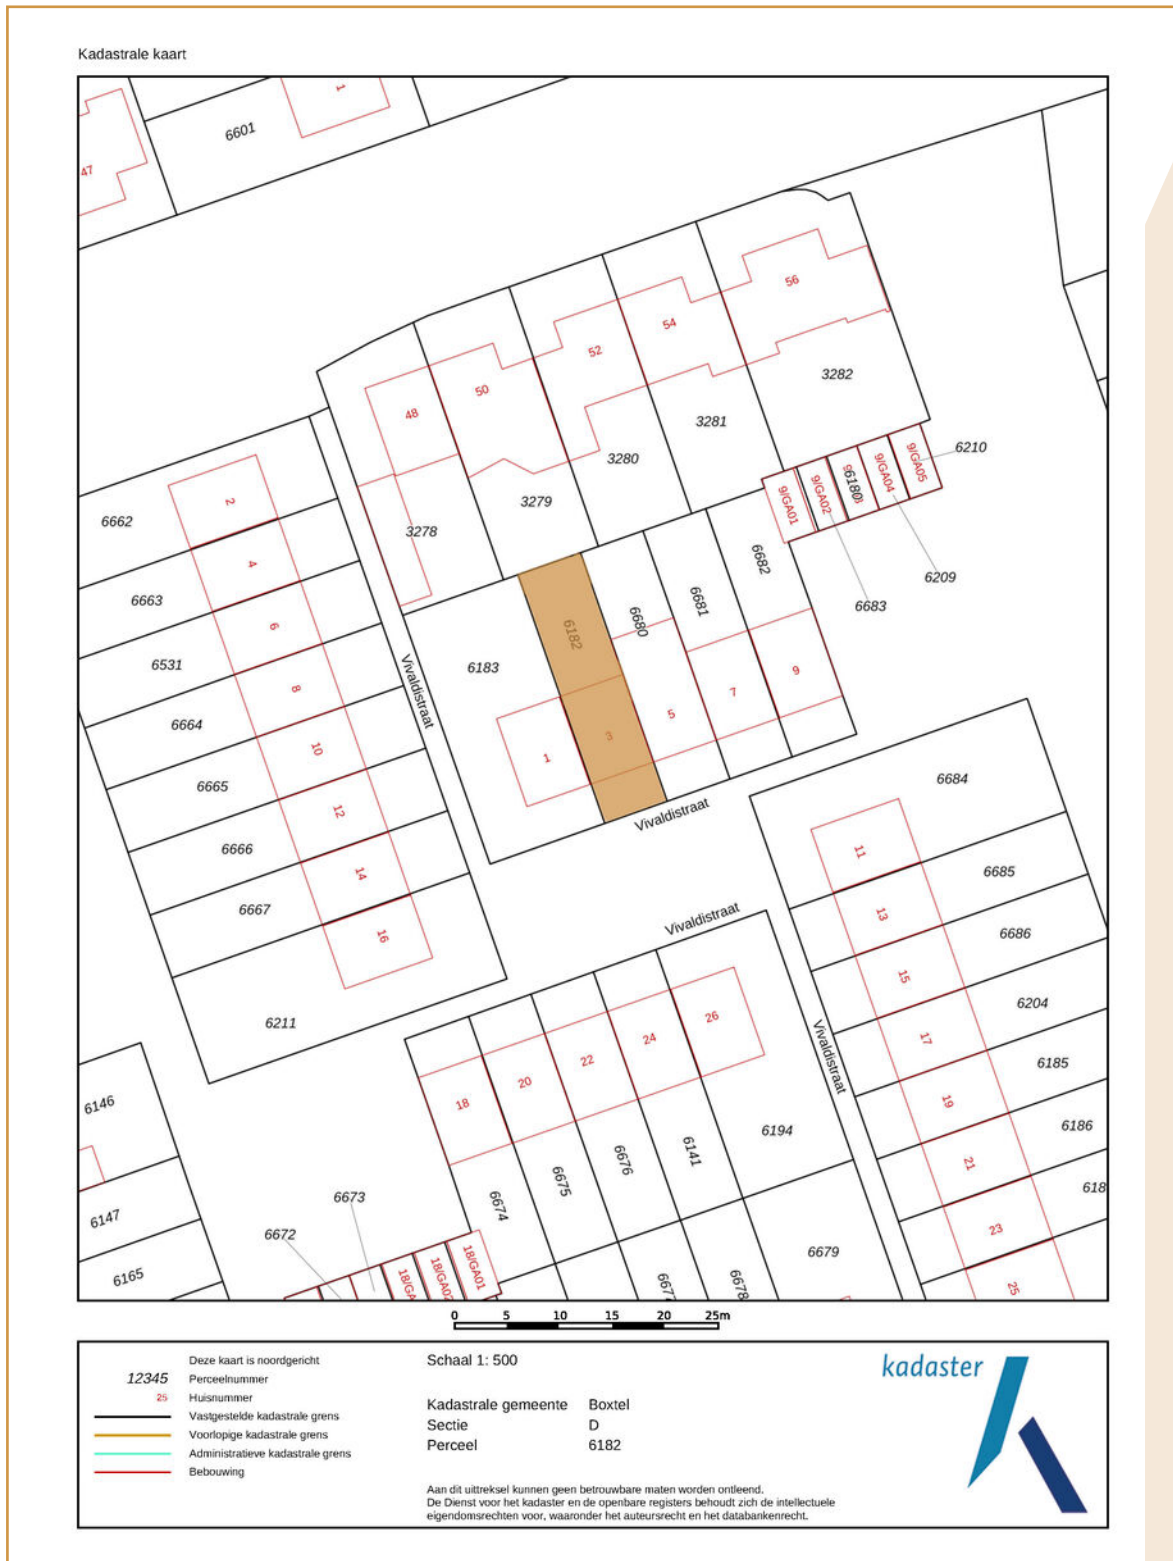 Kadastrale kaart
1
6601
47
56
54
52
3282
50
48
3281
6210
9/GA05
9/GA04
6180
9/GA02
9/GA01
3280
3279
2
6662
3278
4
6682
6209
6663
6681
6683
6
6680
6182
6531
6183
Vivaldistraat
9
8
7
6664
5
3
10
1
6665
6684
12
Vivaldistraat
6666
11
6685
14
6667
13
Vivaldistraat
6686
16
15
6204
26
6211
24
17
Vivaldistraat
22
6185
20
19
18
6146
6186
6194
6141
6676
21
6675
618
6673
6674
6147
23
6672
6679
6165
18/GA01
18/GA02
18/GA
6677
6678
25
0 5 10 15 20 25m
Deze kaart is noordgericht
12345 Perceelnummer
25 Huisnummer
Vastgestelde kadastrale grens
Voorlopige kadastrale grens
Administratieve kadastrale grens
Bebouwing
Schaal 1: 500
Kadastrale gemeente Boxtel
Sectie D
Perceel 6182
Aan dit uittreksel kunnen geen betrouwbare maten worden ontleend.
De Dienst voor het kadaster en de openbare registers behoudt zich de intellectuele
eigendomsrechten voor, waaronder het auteursrecht en het databankenrecht.
kadaster